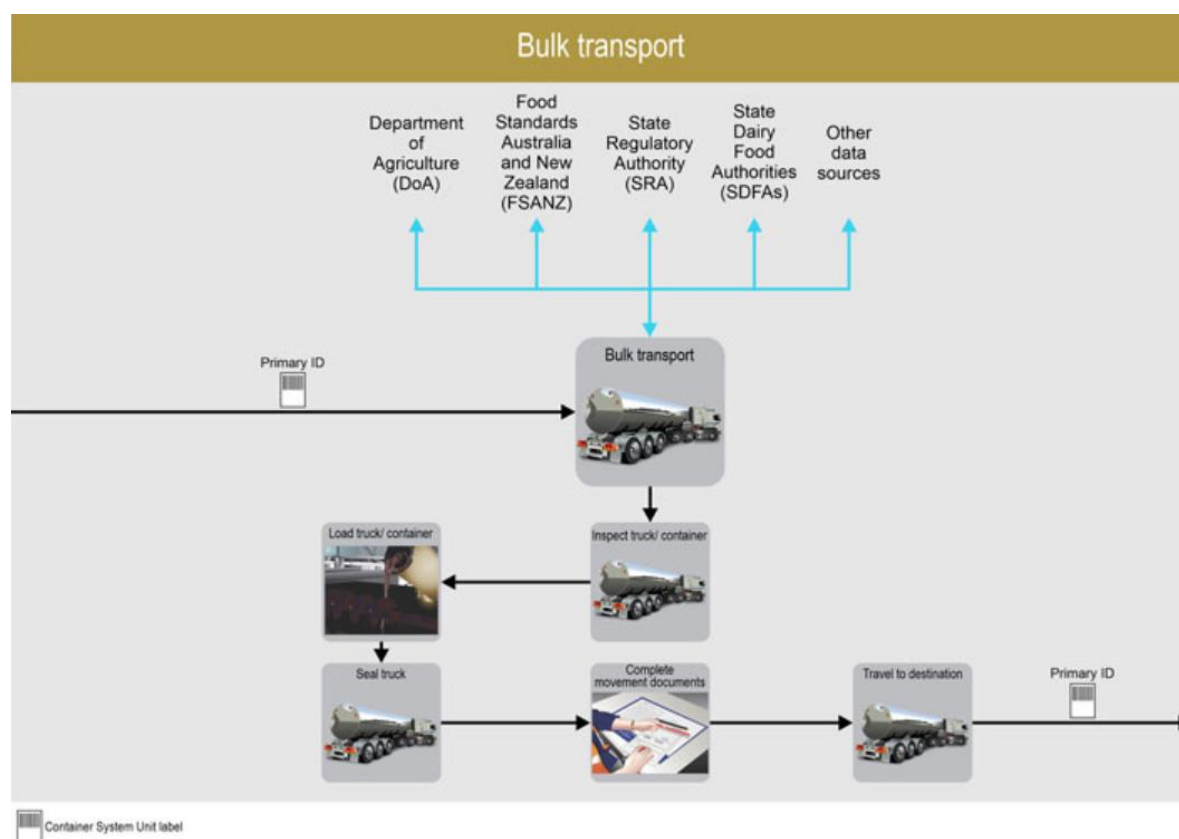 Bulk transport
Department
of
Agriculture
(DoA)
Food
Standards
Australia
and New
Zealand
(FSANZ)
State
Regulatory
Authority
(SRA)
State
Dairy
Food
Authorities
(SDFAs)
Other
data
sources
Primary ID
Bulk transport
Load truck/ container
Inspect truck/ container
Seal truck
Complete
movement documents
Travel to destination
Primary ID
Container System Unit label